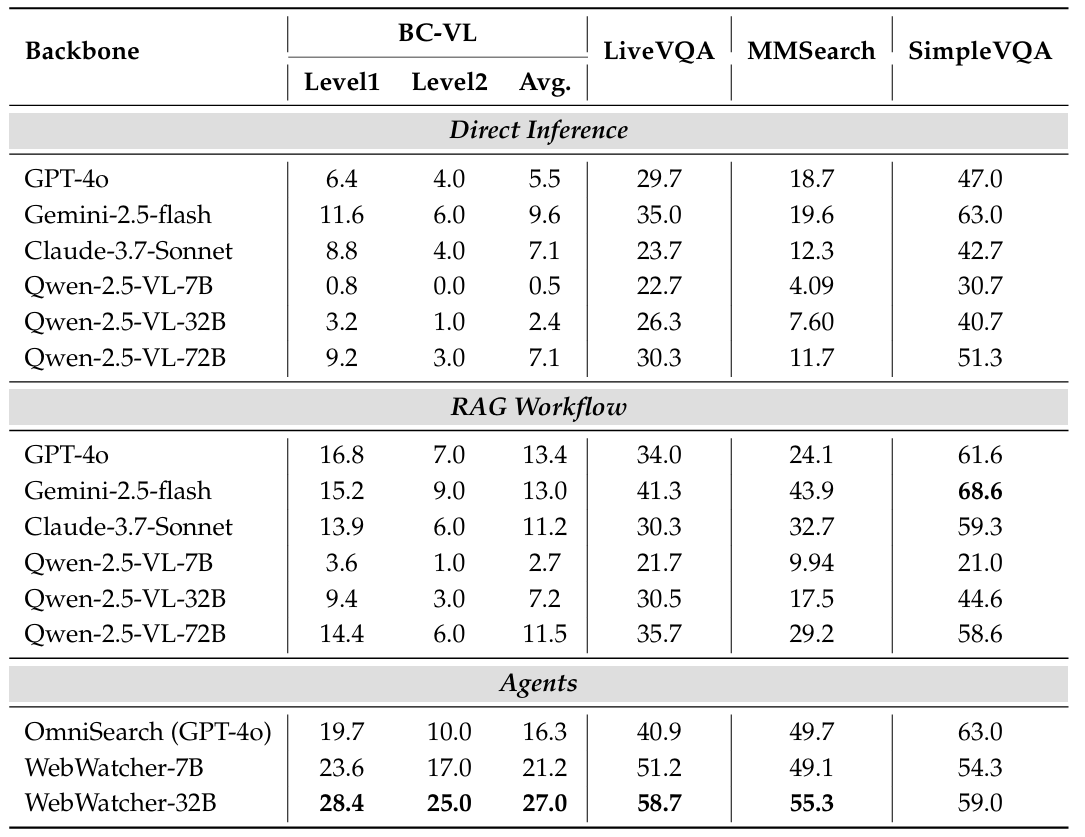 Backbone BC-VL LiveVQA MMSearch SimpleVQA
Level1 Level2 Avg.
Direct Inference
GPT-4o 6.4 4.0 5.5 29.7 18.7 47.0
Gemini-2.5-flash 11.6 6.0 9.6 35.0 19.6 63.0
Claude-3.7-Sonnet 8.8 4.0 7.1 23.7 12.3 42.7
Qwen-2.5-VL-7B 0.8 0.0 0.5 22.7 4.09 30.7
Qwen-2.5-VL-32B 3.2 1.0 2.4 26.3 7.60 40.7
Qwen-2.5-VL-72B 9.2 3.0 7.1 30.3 11.7 51.3
RAG Workflow
GPT-4o 16.8 7.0 13.4 34.0 24.1 61.6
Gemini-2.5-flash 15.2 9.0 13.0 41.3 43.9 68.6
Claude-3.7-Sonnet 13.9 6.0 11.2 30.3 32.7 59.3
Qwen-2.5-VL-7B 3.6 1.0 2.7 21.7 9.94 21.0
Qwen-2.5-VL-32B 9.4 3.0 7.2 30.5 17.5 44.6
Qwen-2.5-VL-72B 14.4 6.0 11.5 35.7 29.2 58.6
Agents
OmniSearch (GPT-4o) 19.7 10.0 16.3 40.9 49.7 63.0
WebWatcher-7B 23.6 17.0 21.2 51.2 49.1 54.3
WebWatcher-32B 28.4 25.0 27.0 58.7 55.3 59.0